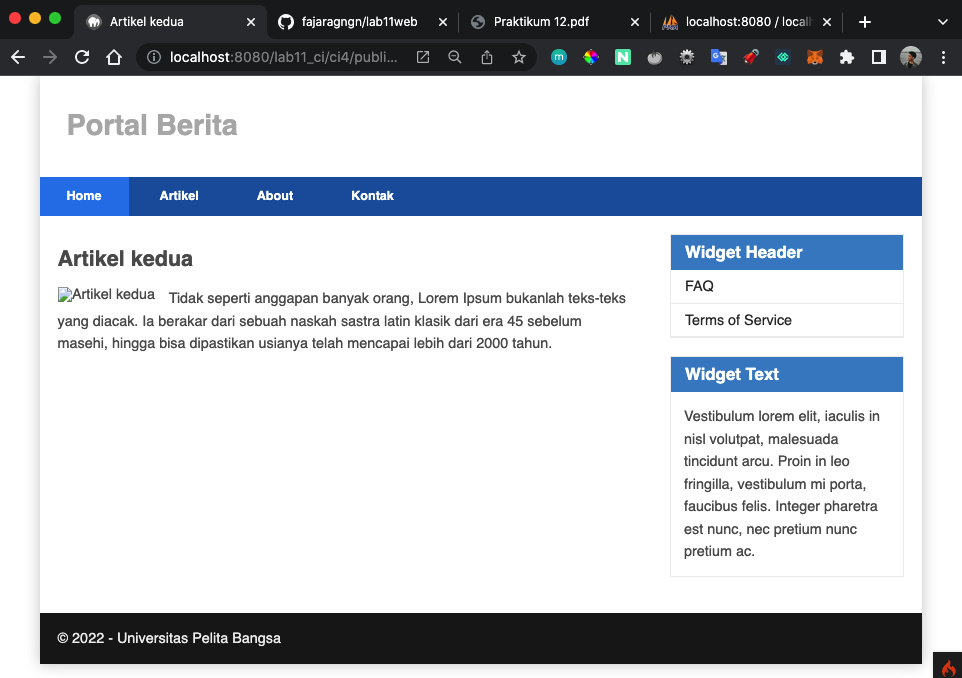 Artikel kedua
fajaragngn/lab11web
Praktikum 12.pdf
localhost:8080 / localh
localhost:8080/lab11_ci/ci4/publi...
Portal Berita
Home
Artikel
About
Kontak
Artikel kedua
Artikel kedua
Tidak seperti anggapan banyak orang, Lorem Ipsum bukanlah teks-teks
yang diacak. Ia berakar dari sebuah naskah sastra latin klasik dari era 45 sebelum
masehi, hingga bisa dipastikan usianya telah mencapai lebih dari 2000 tahun.
Widget Header
FAQ
Terms of Service
Widget Text
Vestibulum lorem elit, iaculis in
nisl volutpat, malesuada
tincidunt arcu. Proin in leo
fringilla, vestibulum mi porta,
faucibus felis. Integer pharetra
est nunc, nec pretium nunc
pretium ac.
© 2022 - Universitas Pelita Bangsa